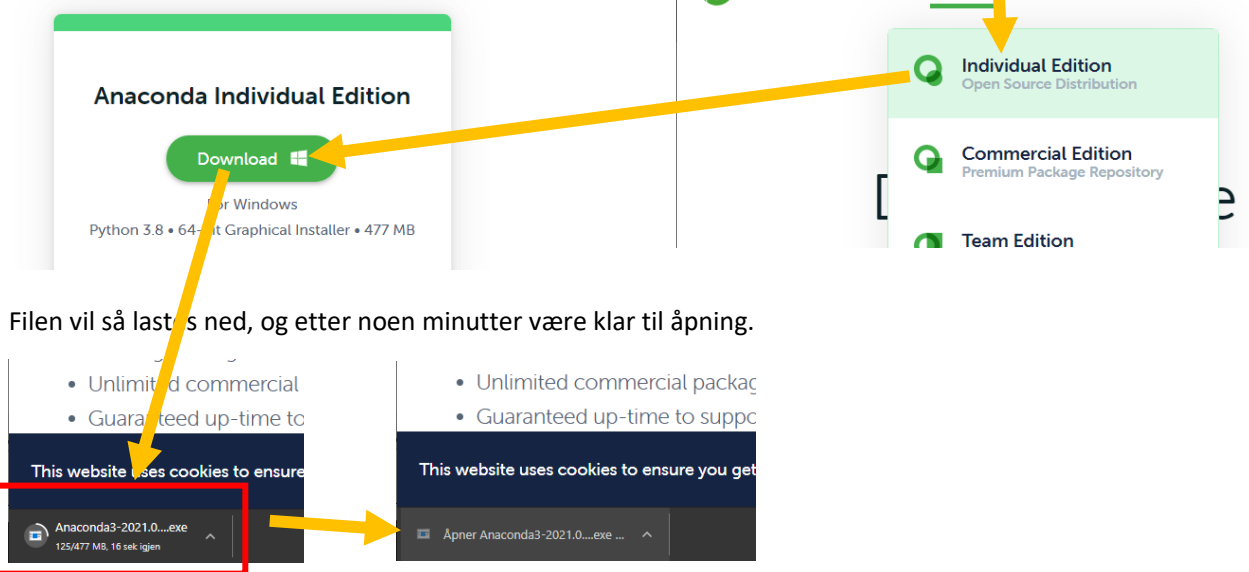 Anaconda Individual Edition
Download
For Windows
Python 3.8 • 64-Bit Graphical Installer • 477 MB
Individual Edition
Open Source Distribution
Commercial Edition
Premium Package Repository
Team Edition
Filen vil så lastes ned, og etter noen minutter være klar til åpning.
• Unlimited commercial
• Guaranteed up-time to
This website uses cookies to ensure
Anaconda3-2021.0....exe
125/477 MB, 16 sek igjen
• Unlimited commercial packag
• Guaranteed up-time to suppo
This website uses cookies to ensure you get
Åpner Anaconda3-2021.0....exe ...